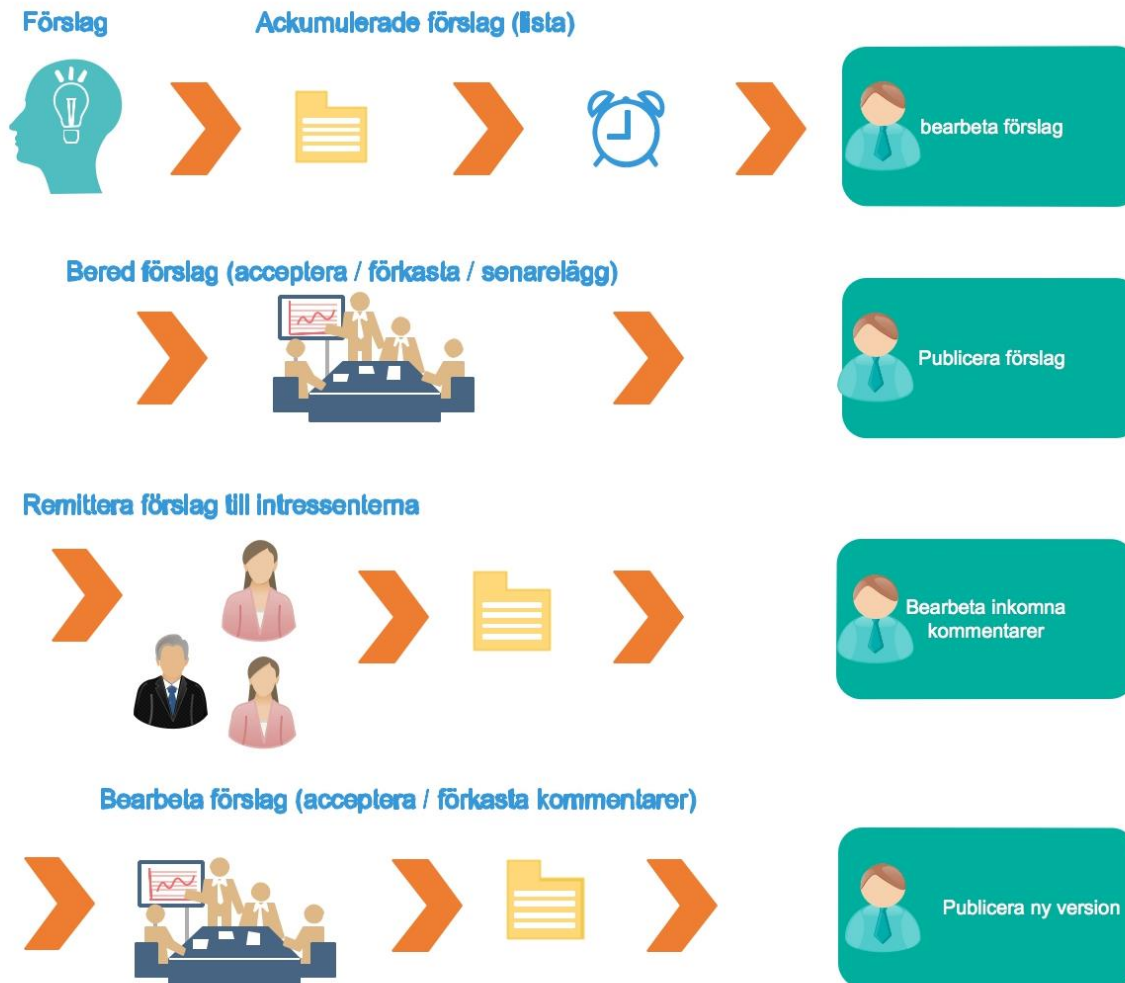 Förslag
Ackumulerade förslag (lista)
bearbeta förslag
Bered förslag (acceptera / förkasta / senarelägg)
Publicera förslag
Remittera förslag till intressenterna
Bearbeta inkomna
kommentarer
Bearbeta förslag (acceptera / förkasta kommentarer)
Publicera ny version